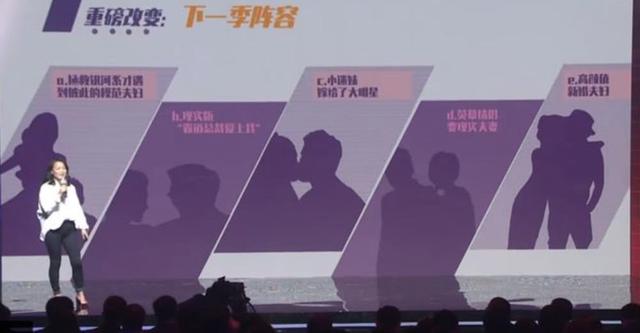 重磅改变：下一季阵容
a.拯救银河系才遇
到彼此的模范夫妇
b.现实版
“霸道总裁爱上我”
c.小迷妹
嫁给了大明星
d.荧幕情侣
变现实夫妻
e.高颜值
新婚夫妇